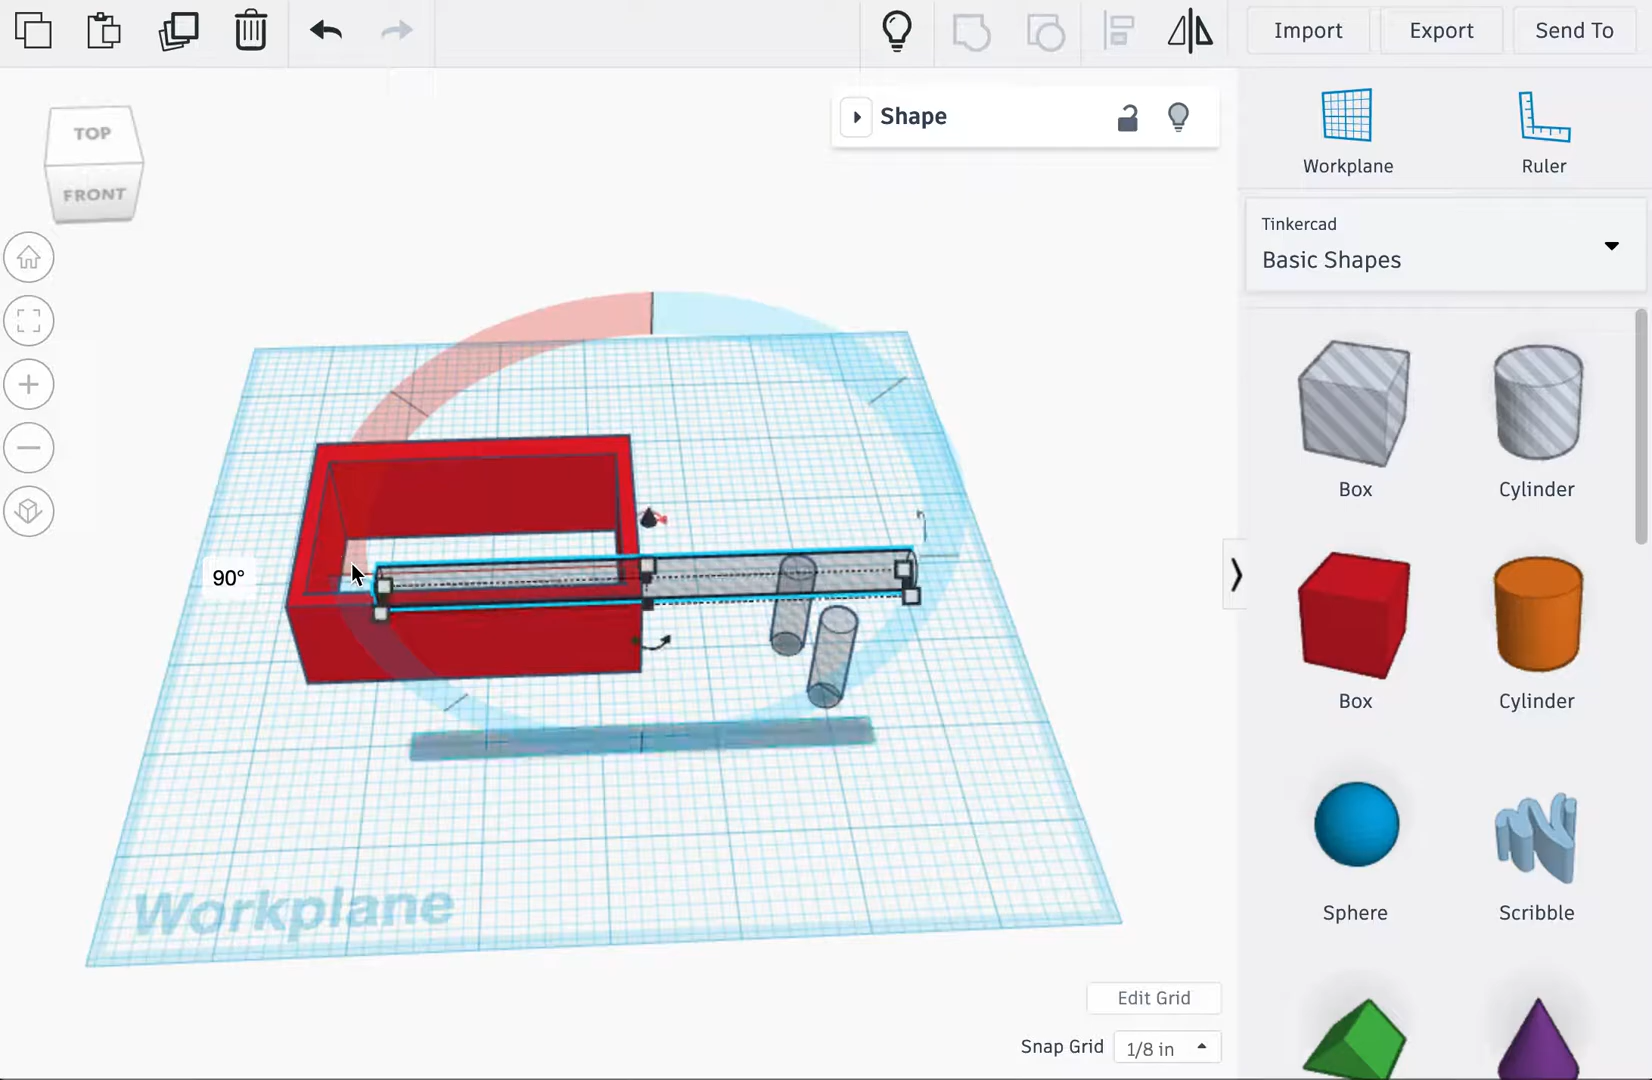 Import
Export
Send To
TOP
FRONT
Shape
Workplane
Ruler
Tinkercad
Basic Shapes
Box
Cylinder
90°
Box
Cylinder
Sphere
Scribble
Workplane
Edit Grid
Snap Grid
1/8 in